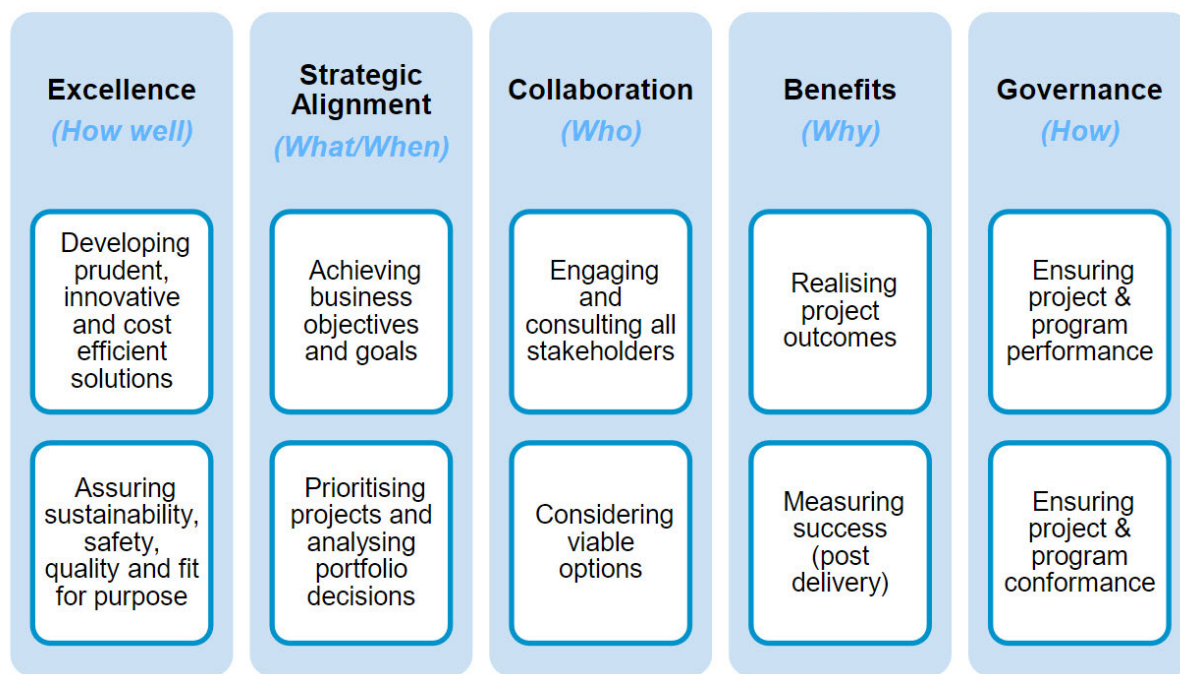 Excellence
(How well)
Developing
prudent,
innovative
and cost
efficient
solutions
Assuring
sustainability,
safety,
quality and fit
for purpose
Strategic
Alignment
(What/When)
Achieving
business
objectives
and goals
Prioritising
projects and
analysing
portfolio
decisions
Collaboration
(Who)
Engaging
and
consulting all
stakeholders
Considering
viable
options
Benefits
(Why)
Realising
project
outcomes
Measuring
success
(post
delivery)
Governance
(How)
Ensuring
project &
program
performance
Ensuring
project &
program
conformance